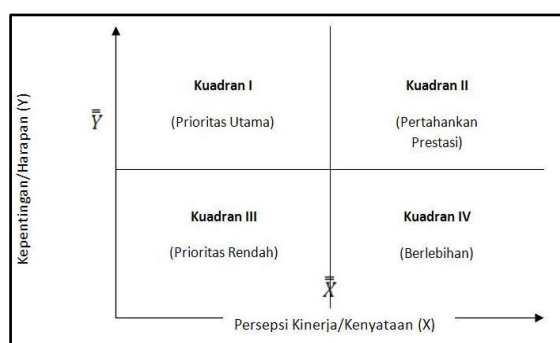 Kepentingan/Harapan (Y)
Y̿
Kuadran I
(Prioritas Utama)
Kuadran II
(Pertahankan
Prestasi)
Kuadran III
(Prioritas Rendah)
Kuadran IV
(Berlebihan)
X̿
Persepsi Kinerja/Kenyataan (X)